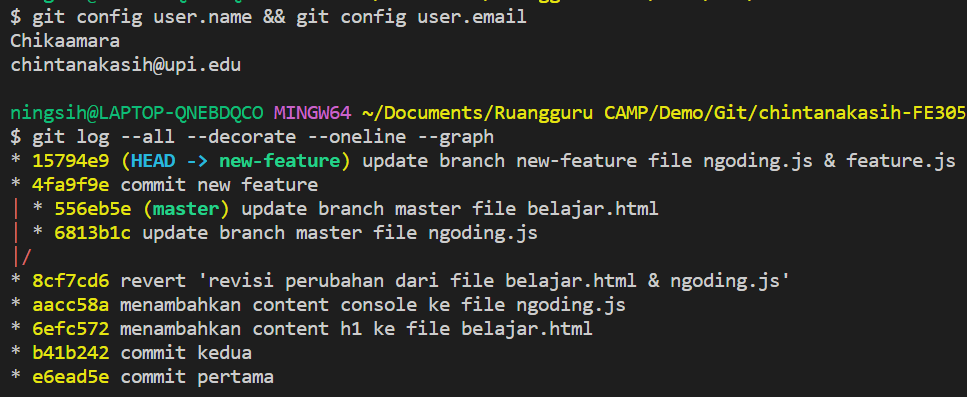 $ git config user.name && git config user.email
Chikaamara
chintanakasih@upi.edu
ningsih@LAPTOP-QNEBDQCO MINGW64 ~/Documents/Ruangguru CAMP/Demo/Git/chintanakasih-FE305
$ git log --all --decorate --oneline --graph
* 15794e9 (HEAD -> new-feature) update branch new-feature file ngoding.js & feature.js
* 4fa9f9e commit new feature
| * 556eb5e (master) update branch master file belajar.html
| * 6813b1c update branch master file ngoding.js
|/
* 8cf7cd6 revert 'revisi perubahan dari file belajar.html & ngoding.js'
* aacc58a menambahkan content console ke file ngoding.js
* 6efc572 menambahkan content h1 ke file belajar.html
* b41b242 commit kedua
* e6ead5e commit pertama